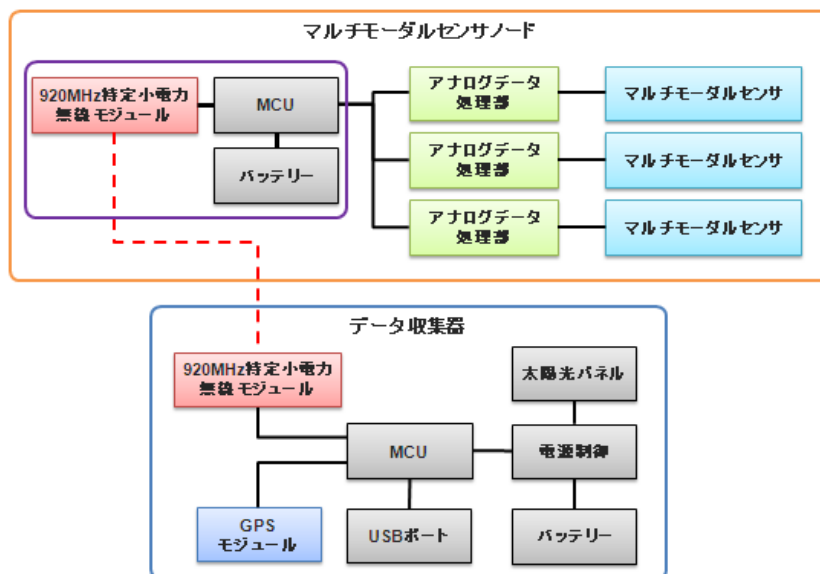 マルチモーダルセンサノード
920MHz特定小電力
無線モジュール
MCU
バッテリー
アナログデータ
処理部
マルチモーダルセンサ
アナログデータ
処理部
マルチモーダルセンサ
アナログデータ
処理部
マルチモーダルセンサ
データ収集器
920MHz特定小電力
無線モジュール
太陽光パネル
MCU
電源制御
GPS
モジュール
USBポート
バッテリー